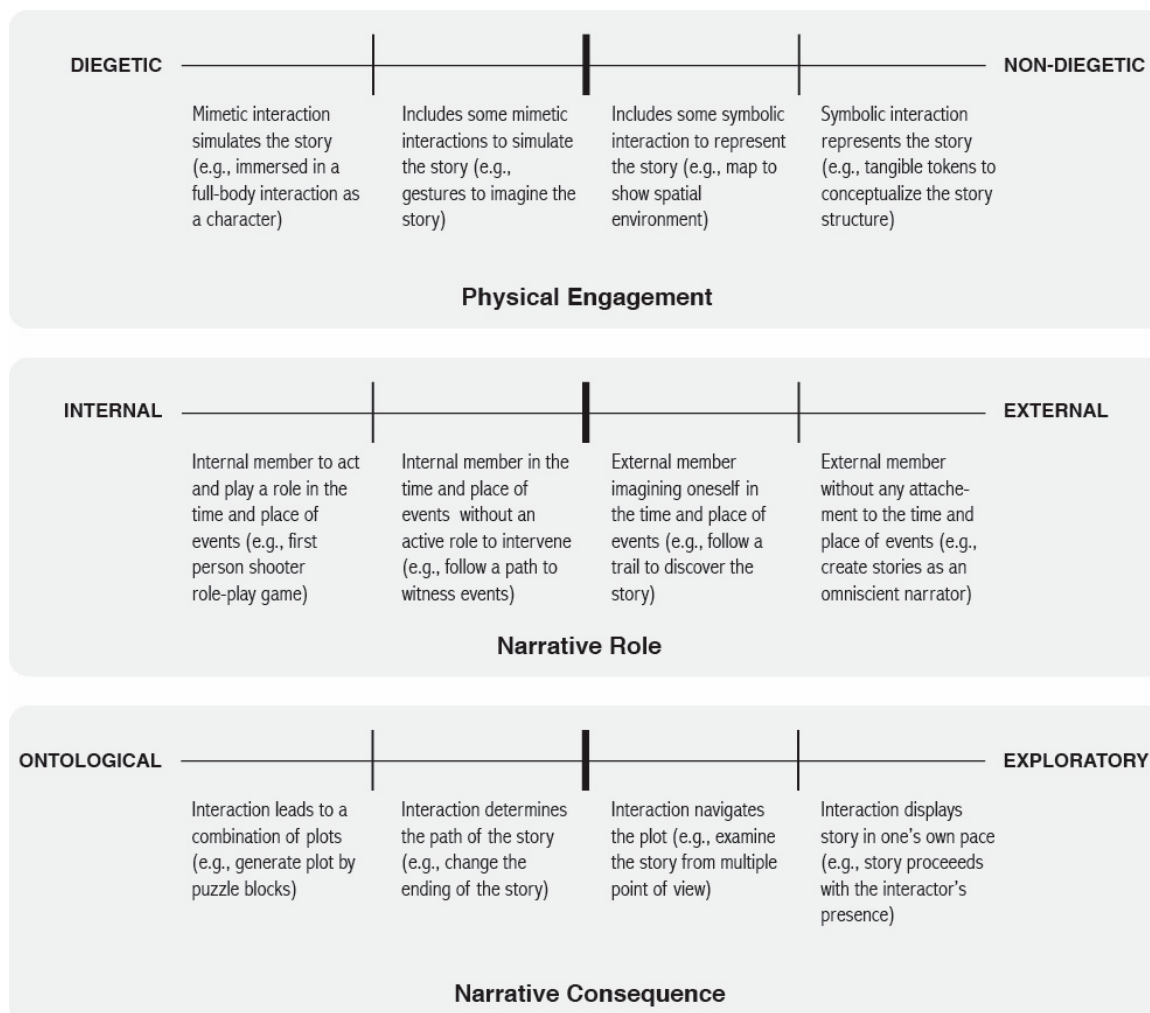 DIEGETIC
NON-DIEGETIC
Mimetic interaction
simulates the story
(e.g., immersed in a
full-body interaction as
a character)
Includes some mimetic
interactions to simulate
the story (e.g.,
gestures to imagine the
story)
Includes some symbolic
interaction to represent
the story (e.g., map to
show spatial
environment)
Symbolic interaction
represents the story
(e.g., tangible tokens to
conceptualize the story
structure)
Physical Engagement
INTERNAL
EXTERNAL
Internal member to act
and play a role in the
time and place of
events (e.g., first
person shooter
role-play game)
Internal member in the
time and place of
events without an
active role to intervene
(e.g., follow a path to
witness events)
External member
imagining oneself in
the time and place of
events (e.g., follow a
trail to discover the
story)
External member
without any attache-
ment to the time and
place of events (e.g.,
create stories as an
omniscient narrator)
Narrative Role
ONTOLOGICAL
EXPLORATORY
Interaction leads to a
combination of plots
(e.g., generate plot by
puzzle blocks)
Interaction determines
the path of the story
(e.g., change the
ending of the story)
Interaction navigates
the plot (e.g., examine
the story from multiple
point of view)
Interaction displays
story in one's own pace
(e.g., story proceeeds
with the interactor's
presence)
Narrative Consequence